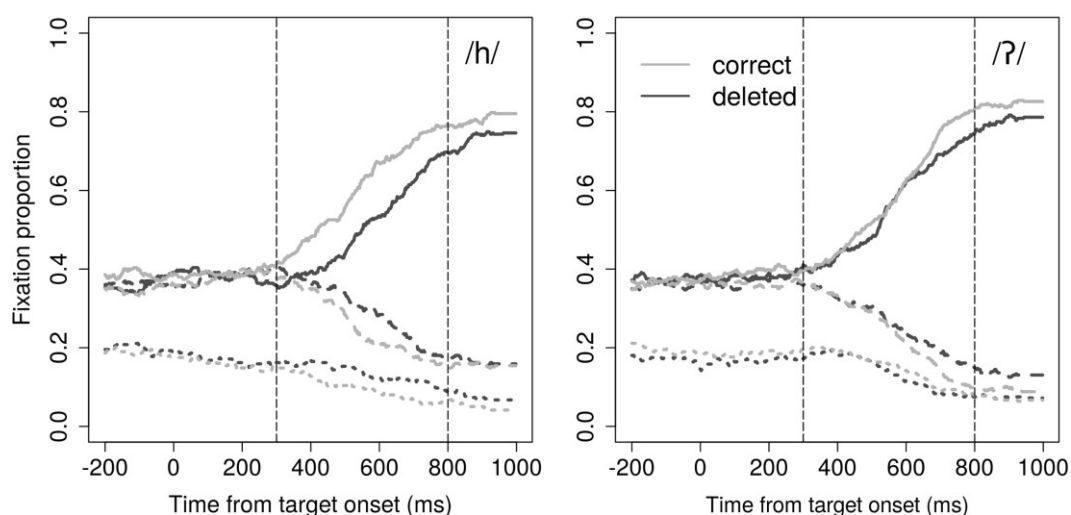 /h/
Fixation proportion
1.0
0.8
0.6
0.4
0.2
0.0
-200 0 200 400 600 800 1000
Time from target onset (ms)
/ʔ/
correct
deleted
1.0
0.8
0.6
0.4
0.2
0.0
-200 0 200 400 600 800 1000
Time from target onset (ms)